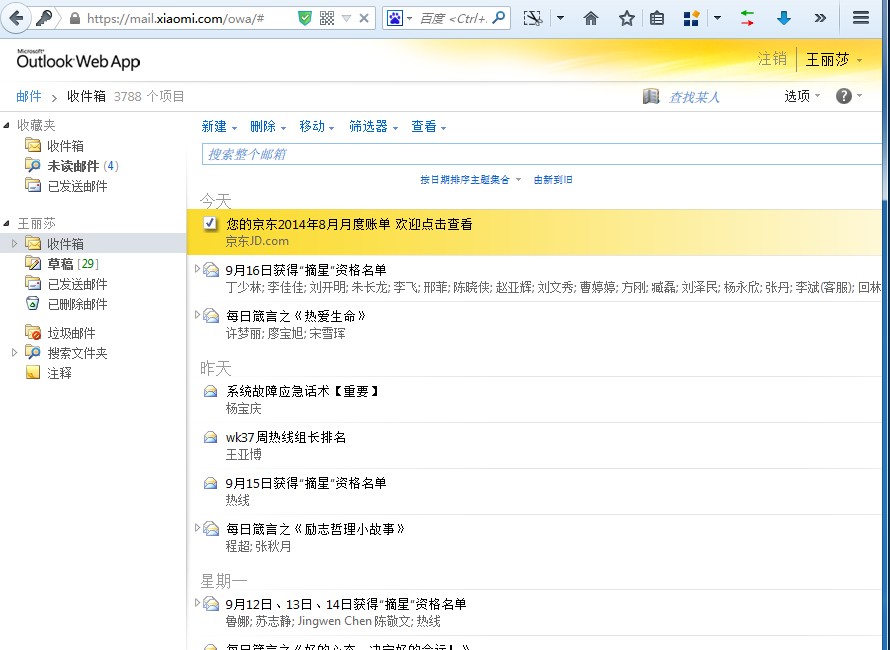 https://mail.xiaomi.com/owa/#
百度 <Ctrl+.
Microsoft
Outlook Web App
注销
王丽莎
邮件 > 收件箱 3788 个项目
查找某人
选项
收藏夹
收件箱
未读邮件 (4)
已发送邮件
王丽莎
收件箱
草稿 [29]
已发送邮件
已删除邮件
垃圾邮件
搜索文件夹
注释
新建 删除 移动 筛选器 查看
搜索整个邮箱
按日期排序主题集合 由新到旧
今天
您的京东2014年8月月度账单 欢迎点击查看
京东JD.com
9月16日获得“摘星”资格名单
丁少林; 李佳佳; 刘开明; 朱长龙; 李飞; 邢菲; 陈晓侠; 赵亚辉; 刘文秀; 曹婷婷; 方刚; 臧磊; 刘泽民; 杨永欣; 张丹; 李斌(客服); 回林
每日箴言之《热爱生命》
许梦丽; 廖宝旭; 宋雪珲
昨天
系统故障应急话术【重要】
杨宝庆
wk37周热线组长排名
王亚博
9月15日获得“摘星”资格名单
热线
每日箴言之《励志哲理小故事》
程超; 张秋月
星期一
9月12日、13日、14日获得“摘星”资格名单
鲁娜; 苏志静; Jingwen Chen 陈敬文; 热线
每日箴言之《好的心态，决定好的命运！》